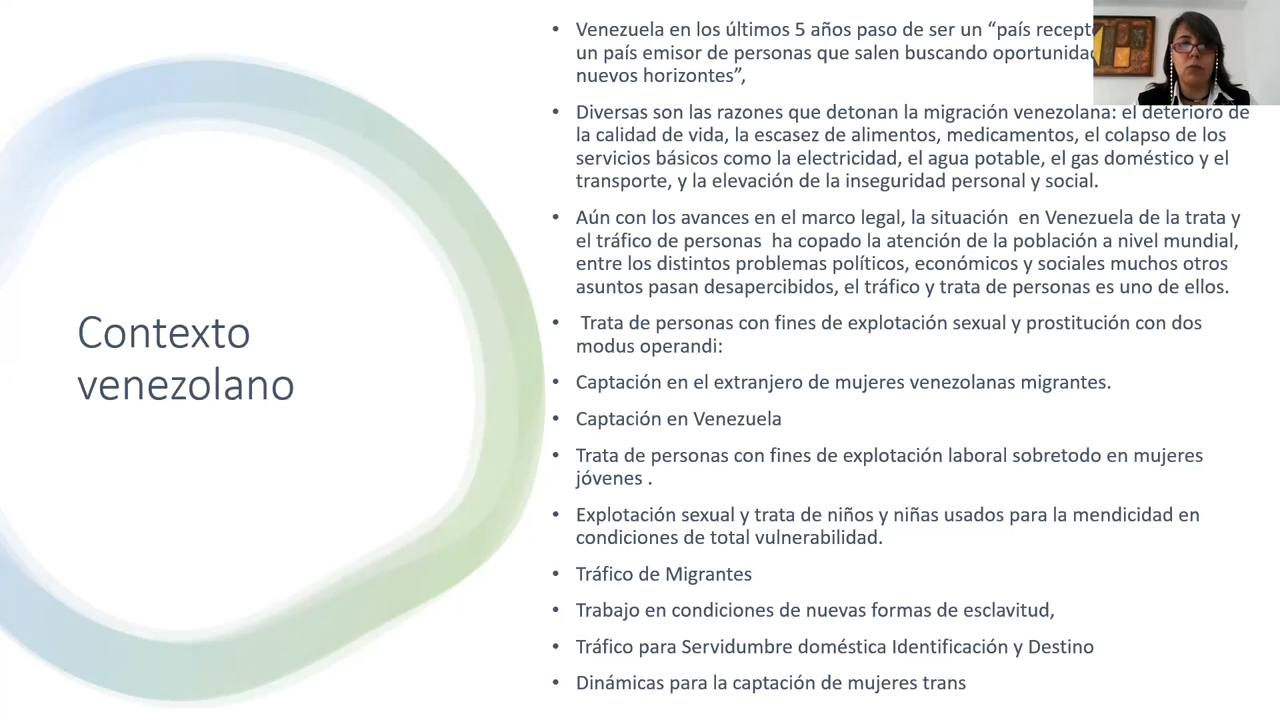 Contexto
venezolano
• Venezuela en los últimos 5 años paso de ser un “país
un país emisor de personas que salen buscando
nuevos horizontes”,
• Diversas son las razones que detonan la migración venezolana: el deterioro de
la calidad de vida, la escasez de alimentos, medicamentos, el colapso de los
servicios básicos como la electricidad, el agua potable, el gas doméstico y el
transporte, y la elevación de la inseguridad personal y social.
• Aún con los avances en el marco legal, la situación en Venezuela de la trata y
el tráfico de personas ha copado la atención de la población a nivel mundial,
entre los distintos problemas políticos, económicos y sociales muchos otros
asuntos pasan desapercibidos, el tráfico y trata de personas es uno de ellos.
• Trata de personas con fines de explotación sexual y prostitución con dos
modus operandi:
• Captación en el extranjero de mujeres venezolanas migrantes.
• Captación en Venezuela
• Trata de personas con fines de explotación laboral sobretodo en mujeres
jóvenes .
• Explotación sexual y trata de niños y niñas usados para la mendicidad en
condiciones de total vulnerabilidad.
• Tráfico de Migrantes
• Trabajo en condiciones de nuevas formas de esclavitud,
• Tráfico para Servidumbre doméstica Identificación y Destino
• Dinámicas para la captación de mujeres trans